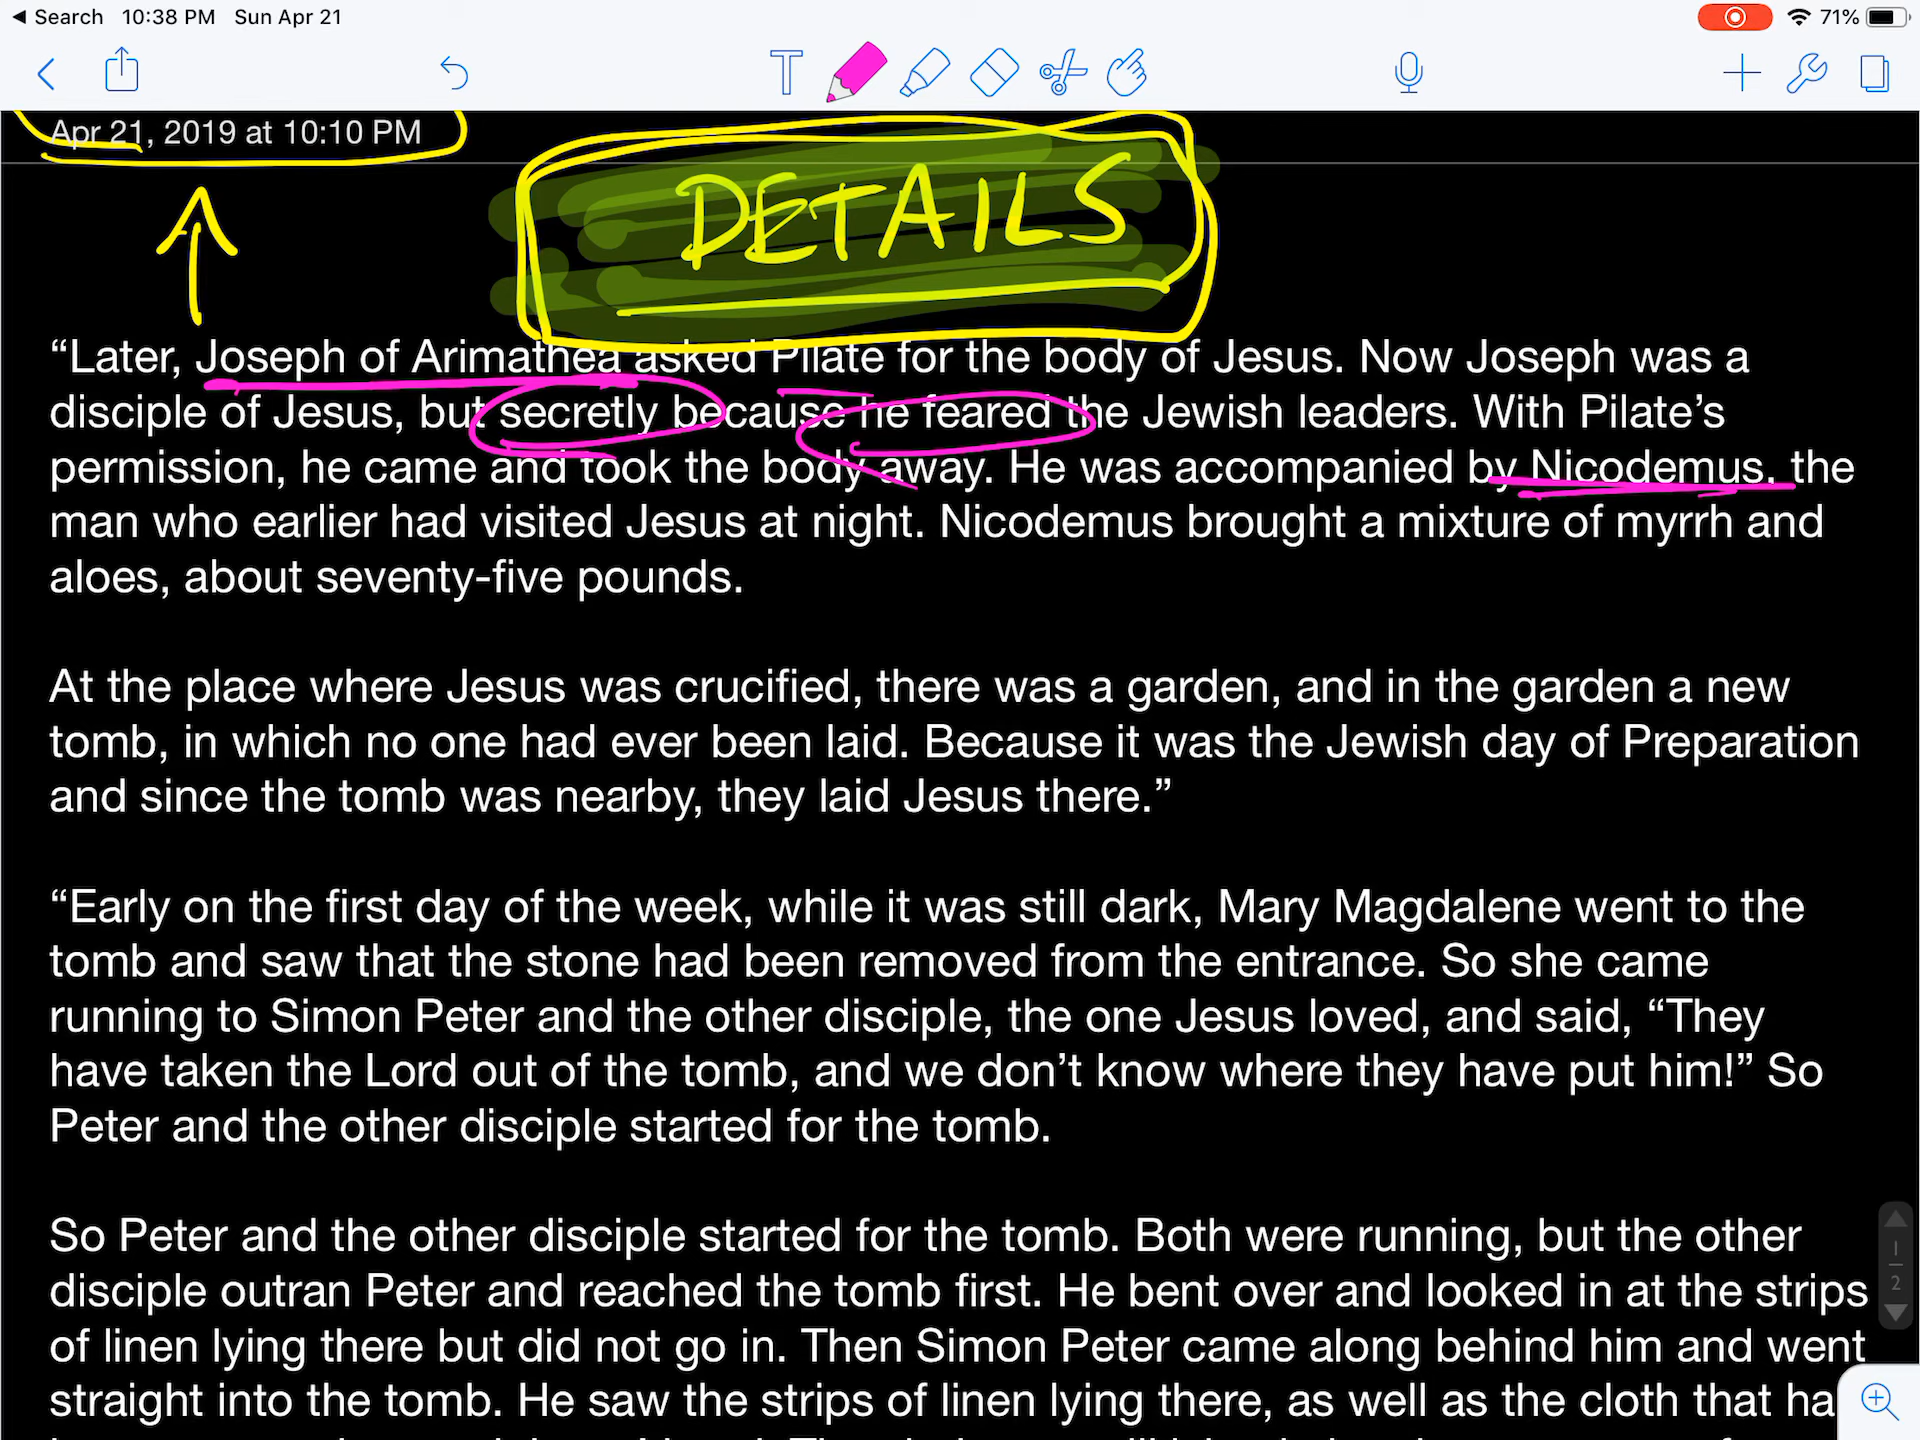 Search 10:38 PM Sun Apr 21 71%
T
Apr 21, 2019 at 10:10 PM
DETAILS
“Later, Joseph of Arimathea asked Pilate for the body of Jesus. Now Joseph was a
disciple of Jesus, but secretly because he feared the Jewish leaders. With Pilate’s
permission, he came and took the body away. He was accompanied by Nicodemus, the
man who earlier had visited Jesus at night. Nicodemus brought a mixture of myrrh and
aloes, about seventy-five pounds.
At the place where Jesus was crucified, there was a garden, and in the garden a new
tomb, in which no one had ever been laid. Because it was the Jewish day of Preparation
and since the tomb was nearby, they laid Jesus there.”
“Early on the first day of the week, while it was still dark, Mary Magdalene went to the
tomb and saw that the stone had been removed from the entrance. So she came
running to Simon Peter and the other disciple, the one Jesus loved, and said, “They
have taken the Lord out of the tomb, and we don’t know where they have put him!” So
Peter and the other disciple started for the tomb.
So Peter and the other disciple started for the tomb. Both were running, but the other
disciple outran Peter and reached the tomb first. He bent over and looked in at the strips
of linen lying there but did not go in. Then Simon Peter came along behind him and went
straight into the tomb. He saw the strips of linen lying there, as well as the cloth that ha
1
2